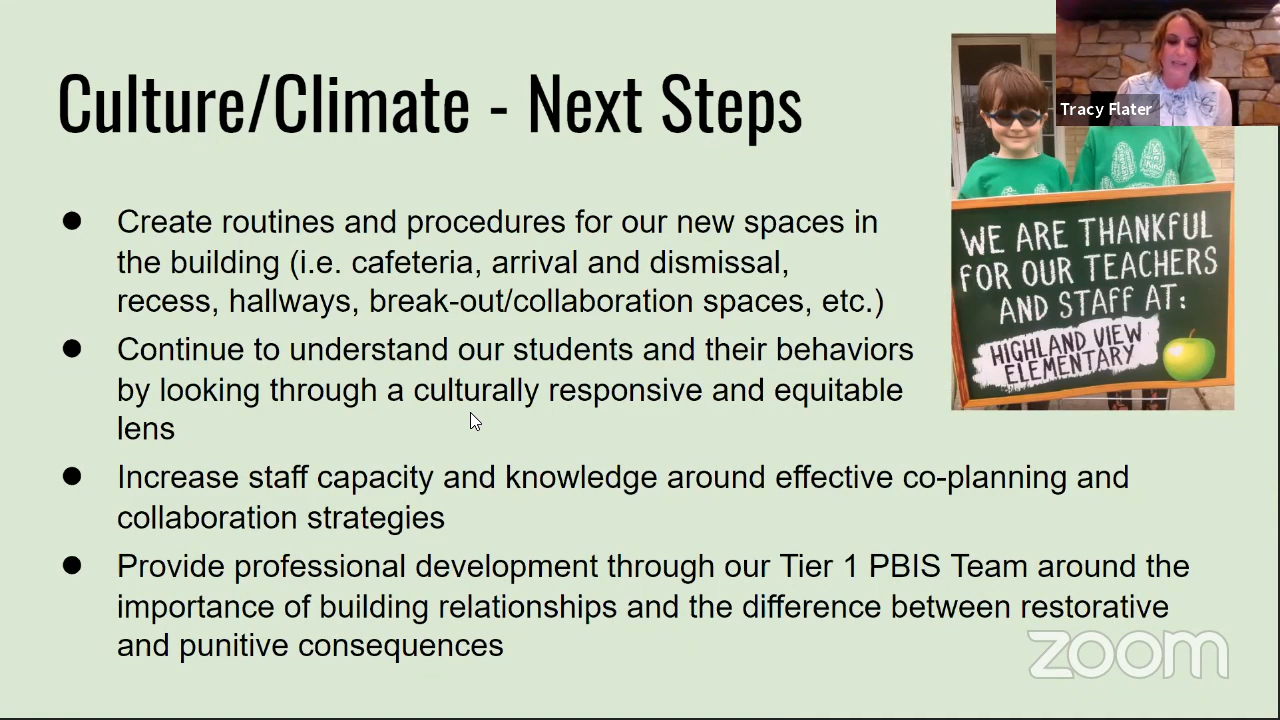 Culture/Climate - Next Steps
Tracy Flater
● Create routines and procedures for our new spaces in
the building (i.e. cafeteria, arrival and dismissal,
recess, hallways, break-out/collaboration spaces, etc.)
● Continue to understand our students and their behaviors
by looking through a culturally responsive and equitable
lens
● Increase staff capacity and knowledge around effective co-planning and
collaboration strategies
● Provide professional development through our Tier 1 PBIS Team around the
importance of building relationships and the difference between restorative
and punitive consequences
WE ARE THANKFUL
FOR OUR TEACHERS
AND STAFF AT:
HIGHLAND VIEW
ELEMENTARY
zoom